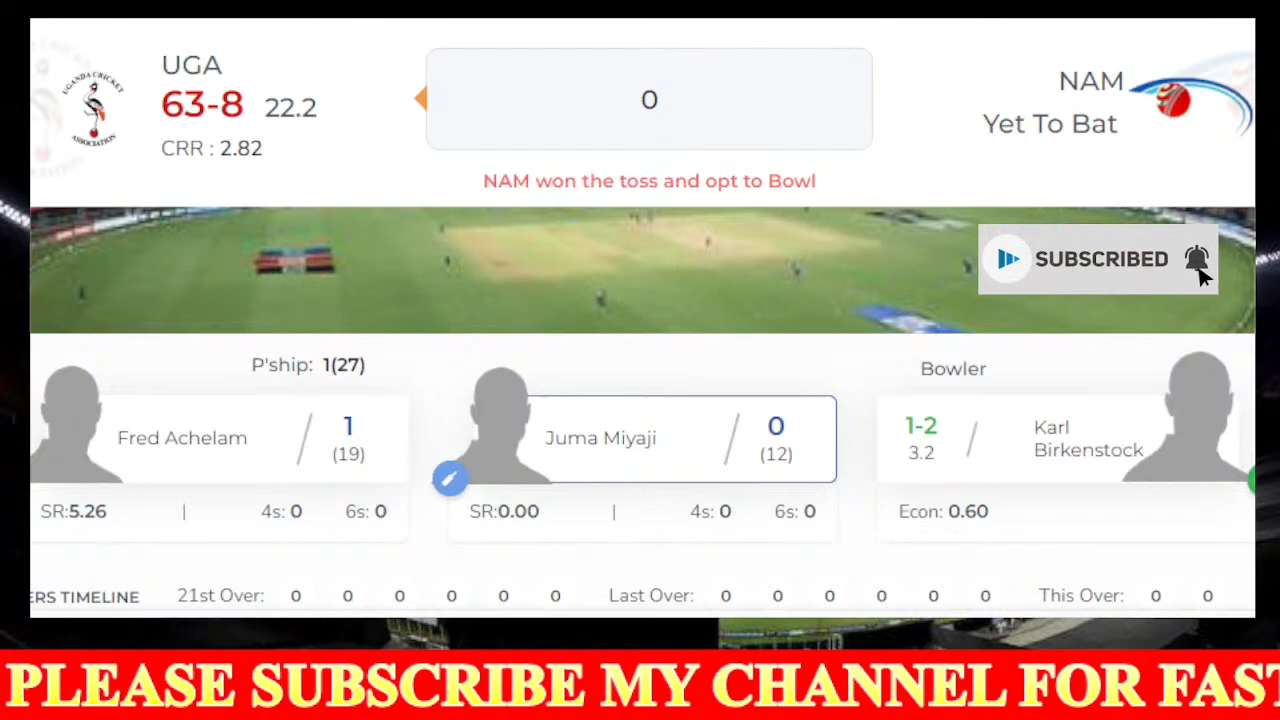 UGANDA CRICKET
ASSOCIATION
UGA
63-8 22.2
CRR : 2.82
0
NAM
Yet To Bat
NAM won the toss and opt to Bowl
SUBSCRIBED
P'ship: 1(27)
Fred Achelam
1
(19)
SR:5.26 | 4s: 0 6s: 0
Juma Miyaji
0
(12)
SR:0.00 | 4s: 0 6s: 0
Bowler
1-2
3.2
Karl
Birkenstock
Econ: 0.60
ERS TIMELINE 21st Over: 0 0 0 0 0 0 Last Over: 0 0 0 0 0 0 This Over: 0 0
PLEASE SUBSCRIBE MY CHANNEL FOR FAST